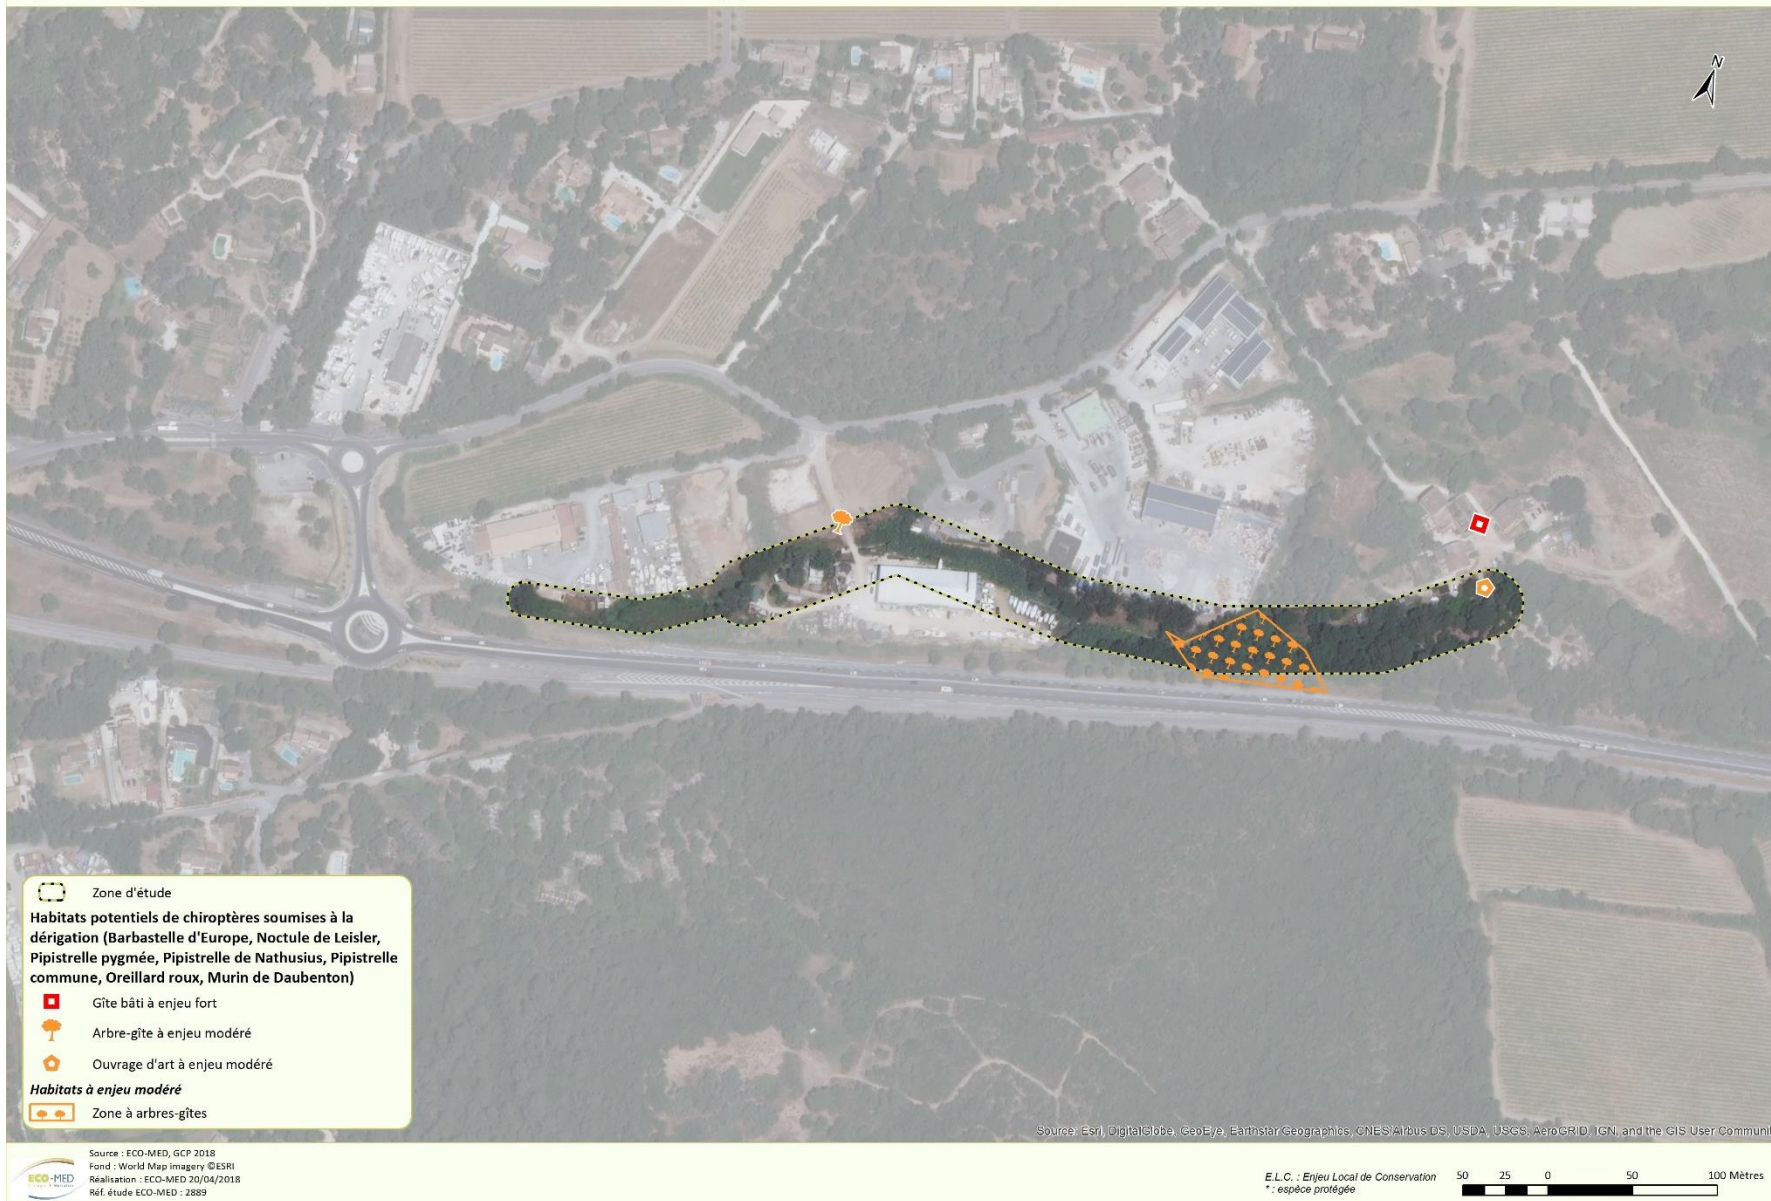 N
Zone d'étude
Habitats potentiels de chiroptères soumises à la
dérigation (Barbastelle d'Europe, Noctule de Leisler,
Pipistrelle pygmée, Pipistrelle de Nathusius, Pipistrelle
commune, Oreillard roux, Murin de Daubenton)
Gîte bâti à enjeu fort
Arbre-gîte à enjeu modéré
Ouvrage d'art à enjeu modéré
Habitats à enjeu modéré
Zone à arbres-gîtes
Source: Esri, DigitalGlobe, GeoEye, Earthstar Geographics, CNES/Airbus DS, USDA, USGS, AeroGRID, IGN, and the GIS User Communi
ECO-MED
Source : ECO-MED, GCP 2018
Fond : World Map imagery ©ESRI
Réalisation : ECO-MED 20/04/2018
Réf. étude ECO-MED : 2889
E.L.C. : Enjeu Local de Conservation
* : espèce protégée
50 25 0 50 100 Mètres